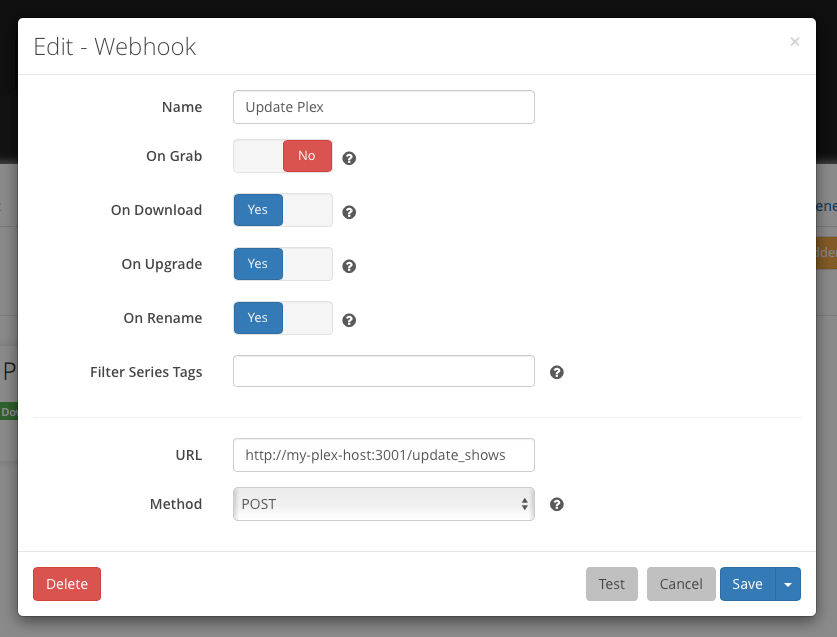 Edit - Webhook
×
Name Update Plex
On Grab No
On Download Yes
On Upgrade Yes
On Rename Yes
Filter Series Tags
URL http://my-plex-host:3001/update_shows
Method POST
Delete Test Cancel Save
P